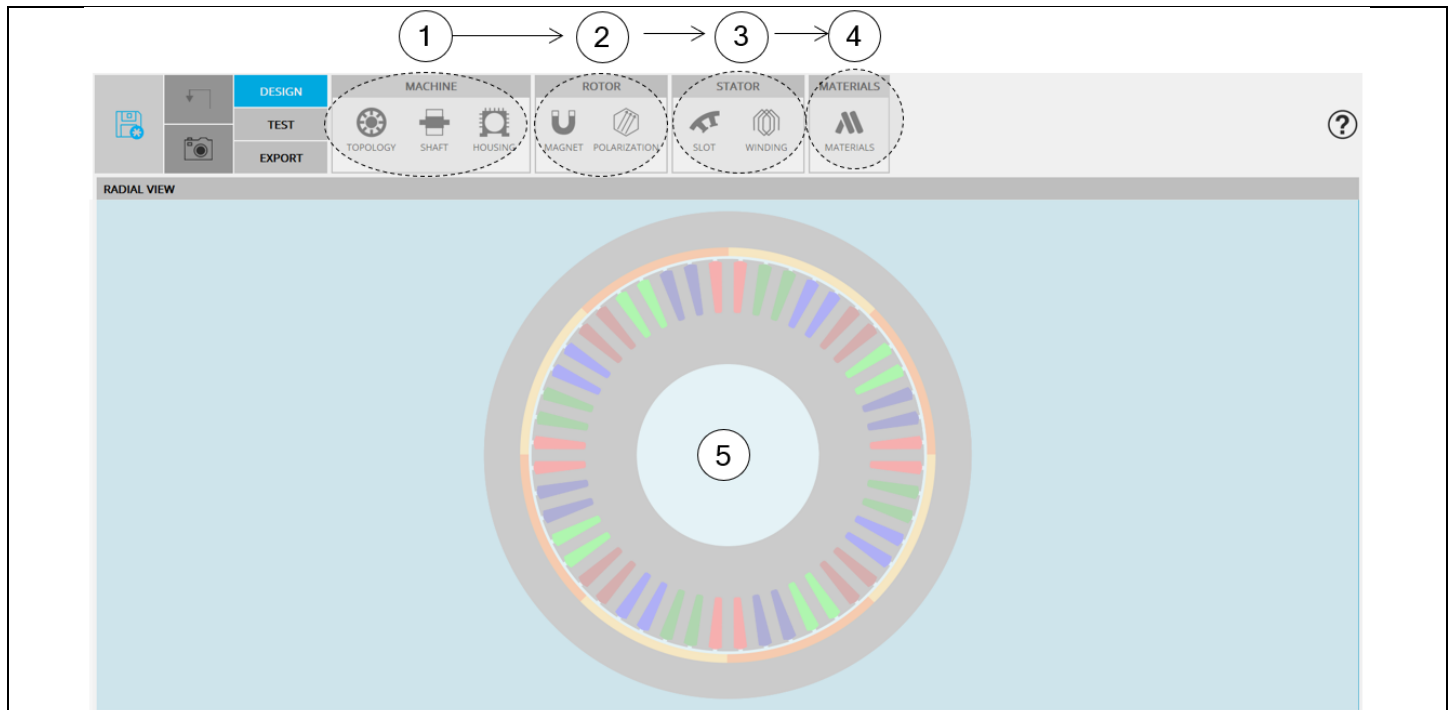 1 2 3 4
DESIGN
TEST
EXPORT
MACHINE
TOPOLOGY SHAFT HOUSING
ROTOR
MAGNET POLARIZATION
STATOR
SLOT WINDING
MATERIALS
MATERIALS
?
RADIAL VIEW
5